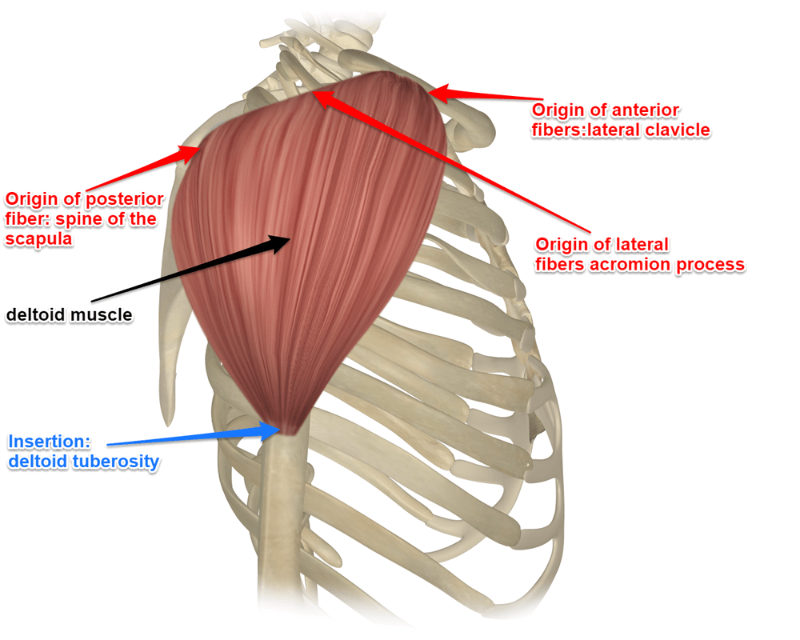 Origin of anterior
fibers:lateral clavicle
Origin of posterior
fiber: spine of the
scapula
Origin of lateral
fibers acromion process
deltoid muscle
Insertion:
deltoid tuberosity